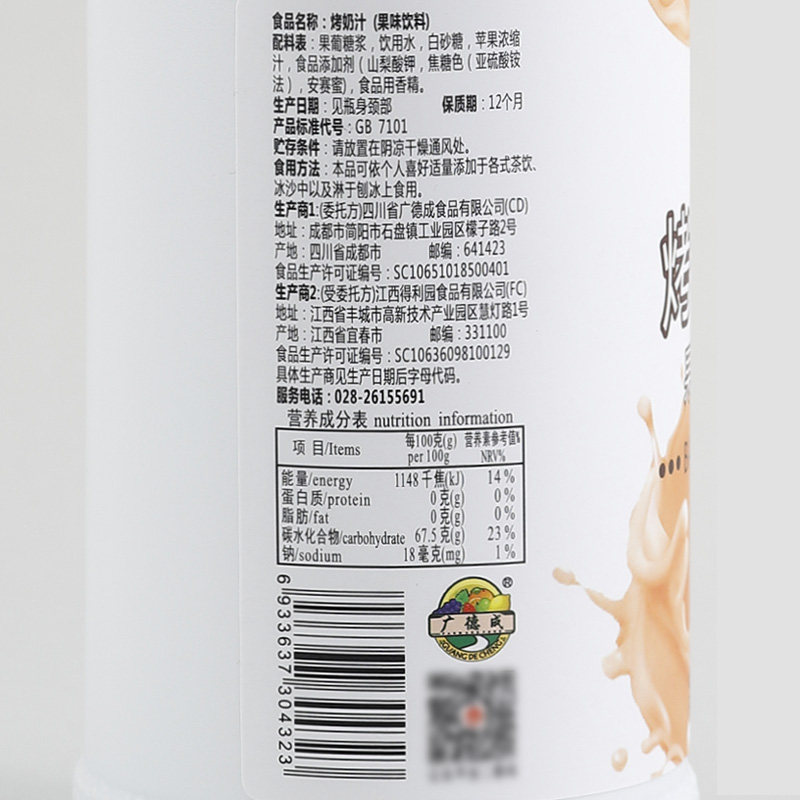 食品名称：烤奶汁（果味饮料）
配料表：果葡糖浆，饮用水，白砂糖，苹果浓缩
汁，食品添加剂（山梨酸钾，焦糖色（亚硫酸铵
法），安赛蜜），食品用香精。
生产日期：见瓶身颈部 保质期：12个月
产品标准代号：GB 7101
贮存条件：请放置在阴凉干燥通风处。
食用方法：本品可依个人喜好适量添加于各式茶饮、
冰沙中以及淋于刨冰上食用。
生产商1:(委托方)四川省广德成食品有限公司(CD)
地址：成都市简阳市石盘镇工业园区檬子路2号
产地：四川省成都市 邮编：641423
食品生产许可证编号：SC10651018500401
生产商2:(受委托方)江西得利园食品有限公司(FC)
地址：江西省丰城市高新技术产业园区慧灯路1号
产地：江西省宜春市 邮编：331100
食品生产许可证编号：SC10636098100129
具体生产商见生产日期后字母代码。
服务电话：028-26155691
营养成分表 nutrition information
项 目/Items 每100克(g) 营养素参考值%
per 100g NRV%
能量/energy 1148 千焦(kJ) 14 %
蛋白质/protein 0 克(g) 0 %
脂肪/fat 0 克(g) 0 %
碳水化合物/carbohydrate 67.5 克(g) 23 %
钠/sodium 18 毫克(mg) 1 %
6 933637 304323
广德成
GUANG DE CHENG
®
烤